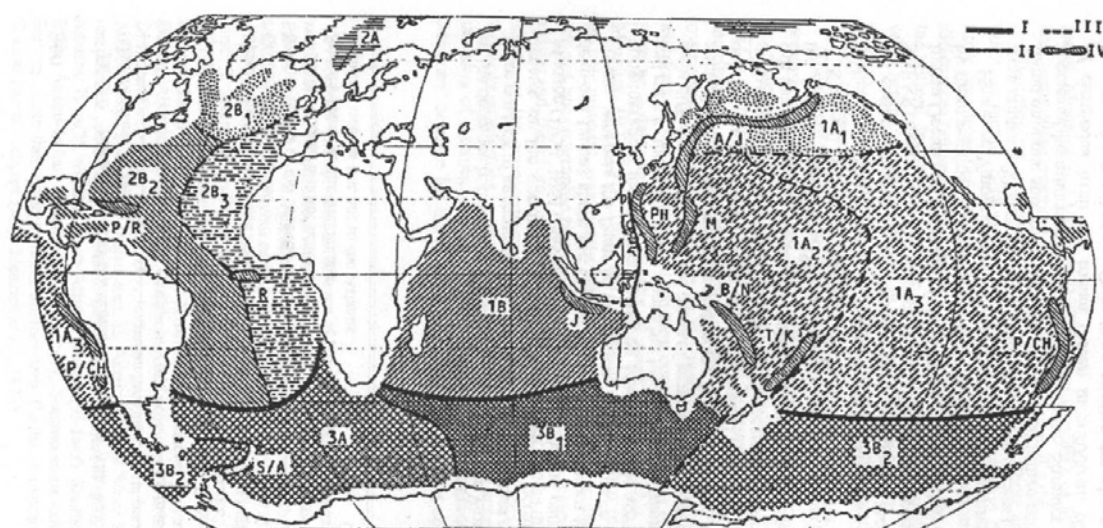 I
III
II
IV
2A
2B1
1A1
A/J
2B2
2B3
P/R
PH
M
1A2
R
1B
J
B/N
1A3
T/K
1A3
P/CH
P/CH
3A
3B1
3B2
3B2
S/A